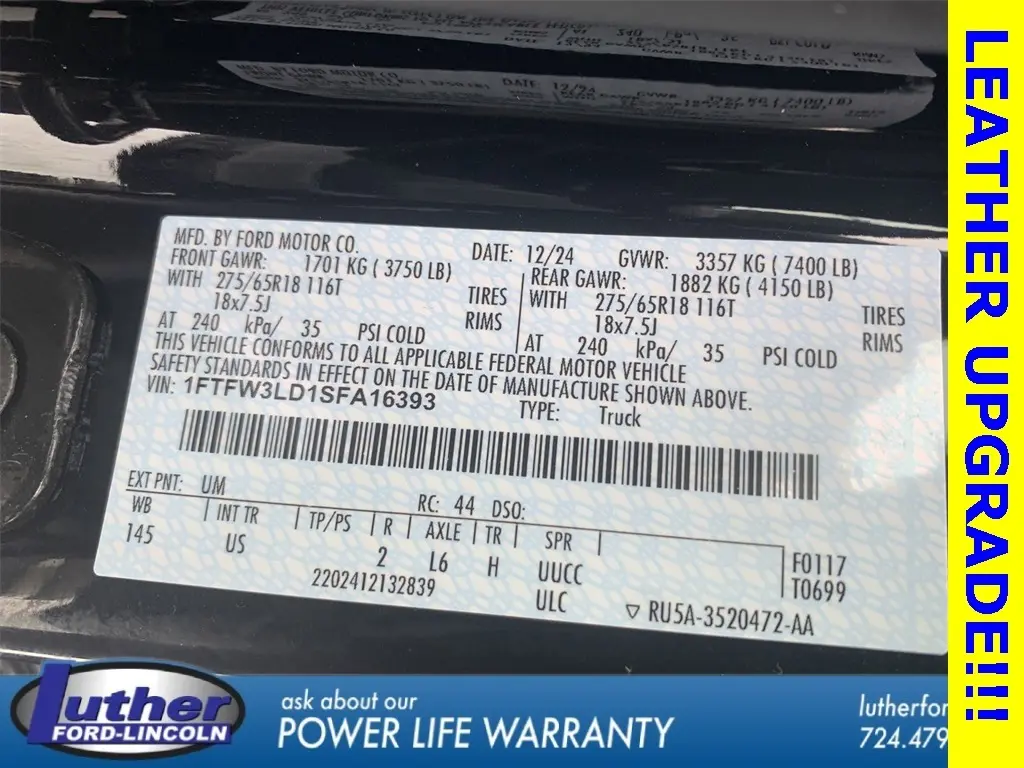 MFD. BY FORD MOTOR CO. DATE: 12/24 GVWR: 3357 KG ( 7400 LB)
FRONT GAWR: 1701 KG ( 3750 LB) REAR GAWR: 1882 KG ( 4150 LB)
WITH 275/65R18 116T TIRES WITH 275/65R18 116T TIRES
18x7.5J RIMS 18x7.5J RIMS
AT 240 kPa/ 35 PSI COLD AT 240 kPa/ 35 PSI COLD
THIS VEHICLE CONFORMS TO ALL APPLICABLE FEDERAL MOTOR VEHICLE
SAFETY STANDARDS IN EFFECT ON THE DATE OF MANUFACTURE SHOWN ABOVE.
VIN: 1FTFW3LD1SFA16393 TYPE: Truck
EXT PNT: UM RC: 44 DSO:
WB INT TR TP/PS R AXLE TR SPR
145 US 2 L6 H UUCC F0117
2202412132839 ULC T0699
RU5A-3520472-AA
LEATHER UPGRADE!!!
luther
FORD-LINCOLN
ask about our
POWER LIFE WARRANTY
724.479